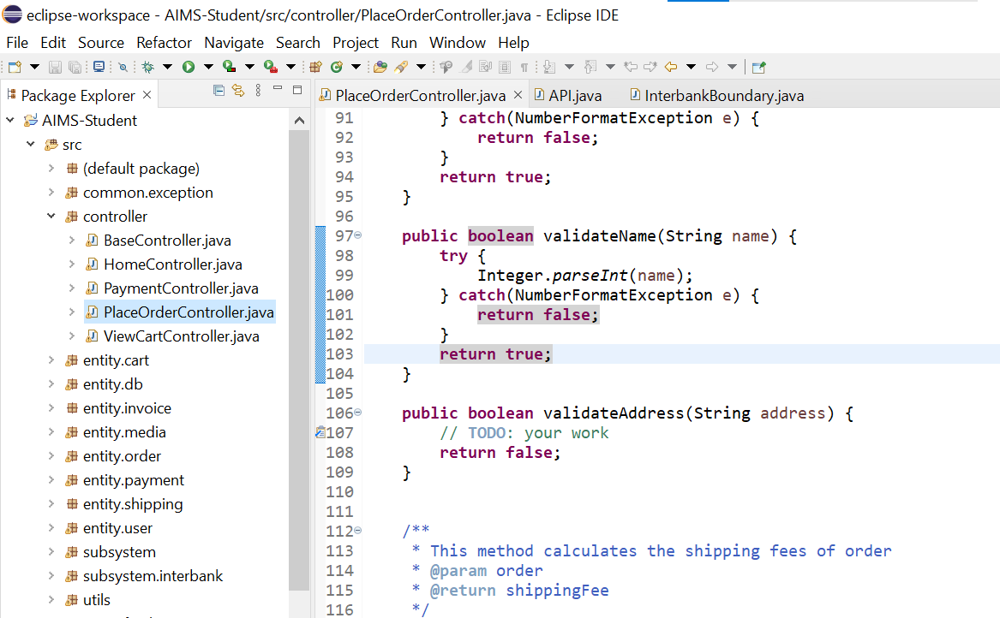 eclipse-workspace - AIMS-Student/src/controller/PlaceOrderController.java - Eclipse IDE
File Edit Source Refactor Navigate Search Project Run Window Help
Package Explorer
AIMS-Student
src
(default package)
common.exception
controller
BaseController.java
HomeController.java
PaymentController.java
PlaceOrderController.java
ViewCartController.java
entity.cart
entity.db
entity.invoice
entity.media
entity.order
entity.payment
entity.shipping
entity.user
subsystem
subsystem.interbank
utils
PlaceOrderController.java API.java InterbankBoundary.java
91 } catch(NumberFormatException e) {
92 return false;
93 }
94 return true;
95 }
96
97 public boolean validateName(String name) {
98 try {
99 Integer.parseInt(name);
100 } catch(NumberFormatException e) {
101 return false;
102 }
103 return true;
104 }
105
106 public boolean validateAddress(String address) {
107 // TODO: your work
108 return false;
109 }
110
111
112 /**
113 * This method calculates the shipping fees of order
114 * @param order
115 * @return shippingFee
116 */